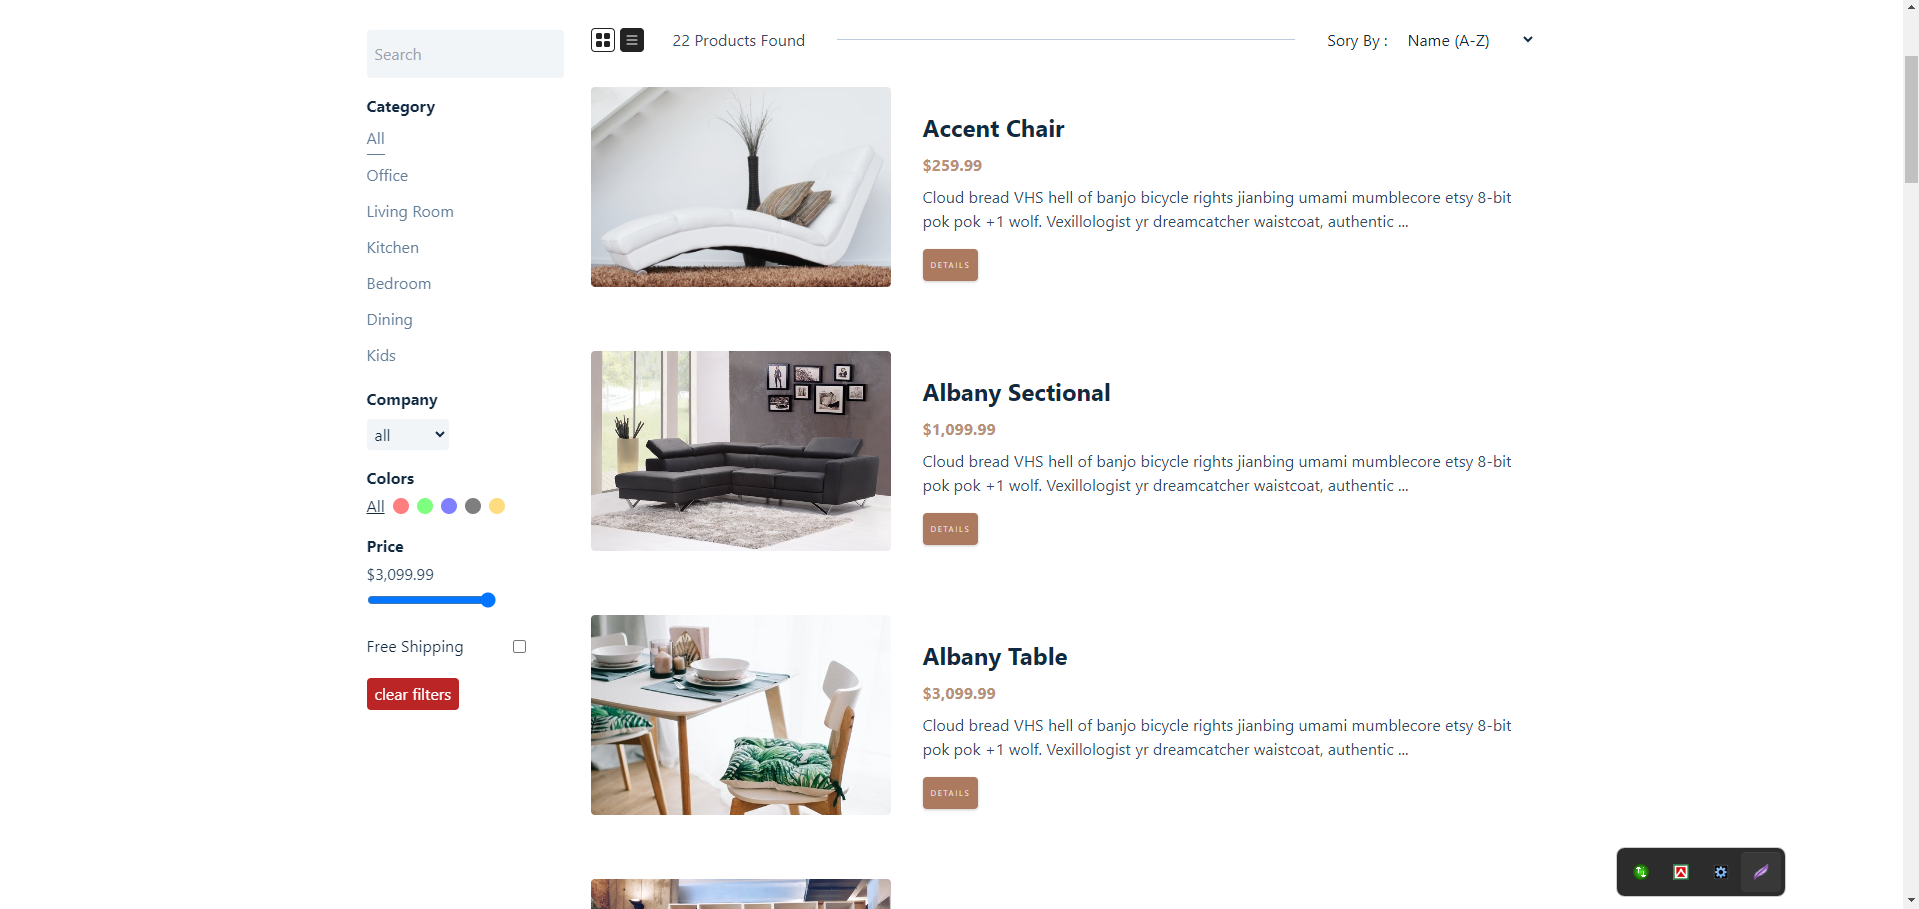 Search
Category
All
Office
Living Room
Kitchen
Bedroom
Dining
Kids
Company
all
Colors
All
Price
$3,099.99
Free Shipping
clear filters
22 Products Found
Sory By :
Name (A-Z)
Accent Chair
$259.99
Cloud bread VHS hell of banjo bicycle rights jianbing umami mumblecore etsy 8-bit
pok pok +1 wolf. Vexillologist yr dreamcatcher waistcoat, authentic ...
DETAILS
Albany Sectional
$1,099.99
Cloud bread VHS hell of banjo bicycle rights jianbing umami mumblecore etsy 8-bit
pok pok +1 wolf. Vexillologist yr dreamcatcher waistcoat, authentic ...
DETAILS
Albany Table
$3,099.99
Cloud bread VHS hell of banjo bicycle rights jianbing umami mumblecore etsy 8-bit
pok pok +1 wolf. Vexillologist yr dreamcatcher waistcoat, authentic ...
DETAILS